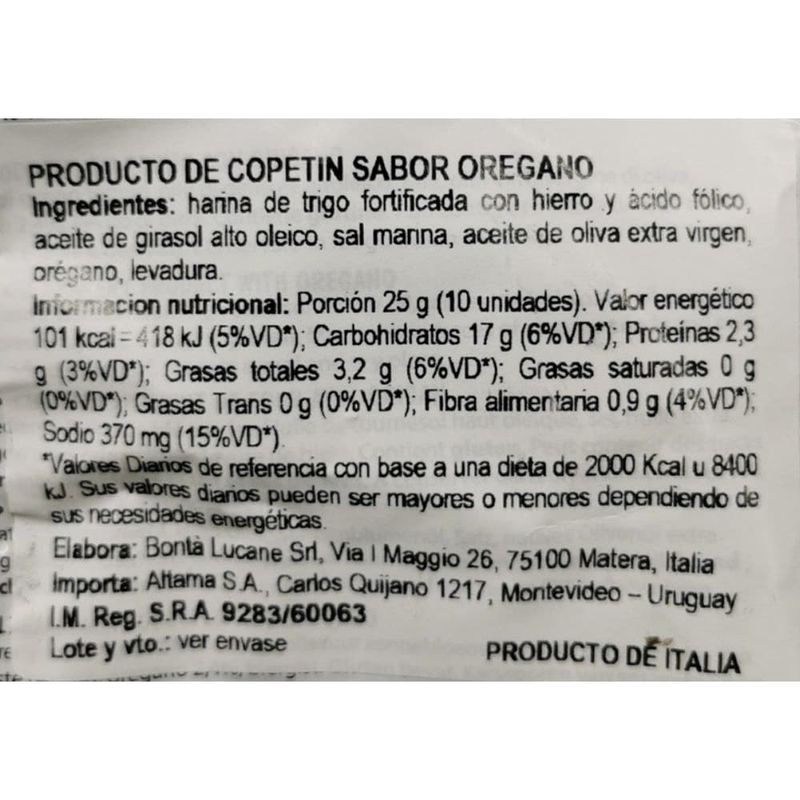 PRODUCTO DE COPETIN SABOR OREGANO
Ingredientes: harina de trigo fortificada con hierro y ácido fólico,
aceite de girasol alto oleico, sal marina, aceite de oliva extra virgen,
orégano, levadura.
Informacion nutricional: Porción 25 g (10 unidades). Valor energético
101 kcal = 418 kJ (5%VD*); Carbohidratos 17 g (6%VD*); Proteínas 2,3
g (3%VD*); Grasas totales 3,2 g (6%VD*); Grasas saturadas 0 g
(0%VD*); Grasas Trans 0 g (0%VD*); Fibra alimentaria 0,9 g (4%VD*);
Sodio 370 mg (15%VD*).
*Valores Diarios de referencia con base a una dieta de 2000 Kcal u 8400
kJ. Sus valores diarios pueden ser mayores o menores dependiendo de
sus necesidades energéticas.
Elabora: Bontà Lucane Srl, Via I Maggio 26, 75100 Matera, Italia
Importa: Altama S.A., Carlos Quijano 1217, Montevideo – Uruguay
I.M. Reg. S.R.A. 9283/60063
Lote y vto.: ver envase
PRODUCTO DE ITALIA